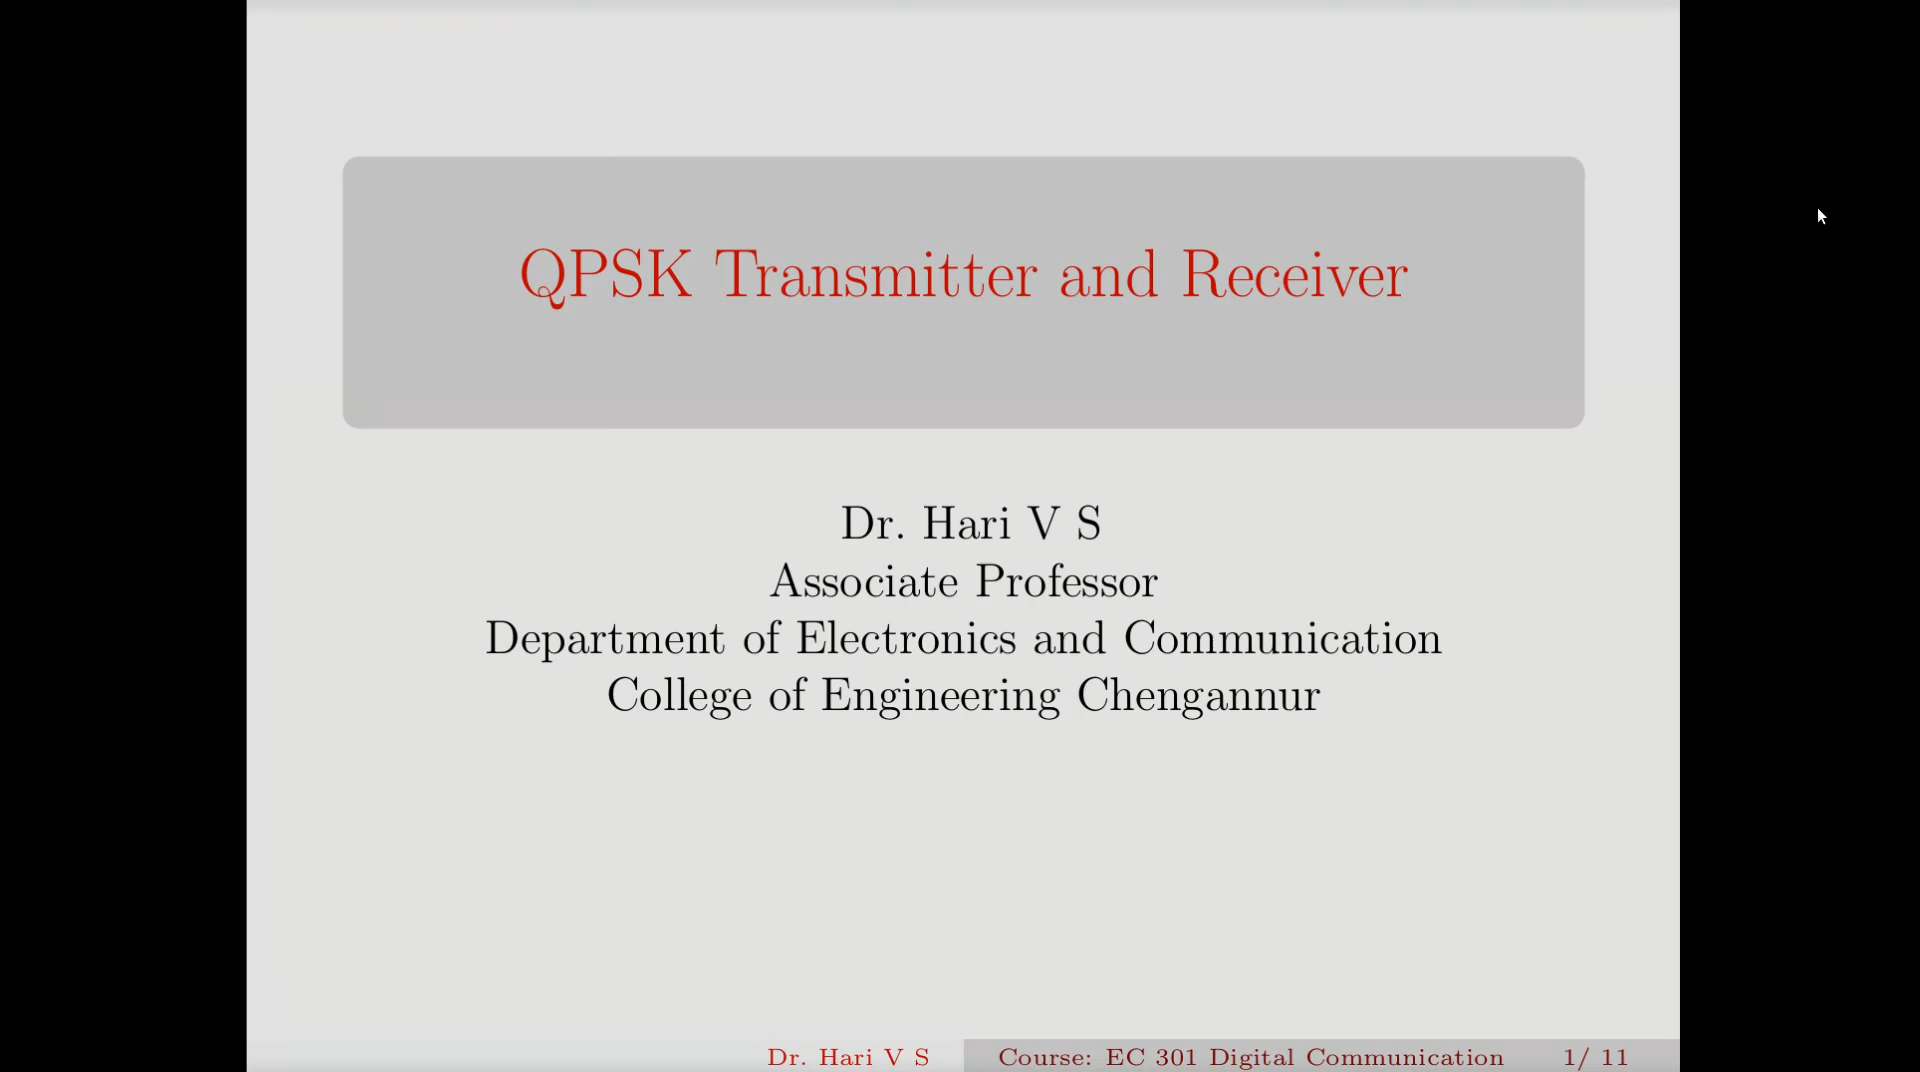 QPSK Transmitter and Receiver
Dr. Hari V S
Associate Professor
Department of Electronics and Communication
College of Engineering Chengannur
Dr. Hari V S
Course: EC 301 Digital Communication
1/ 11